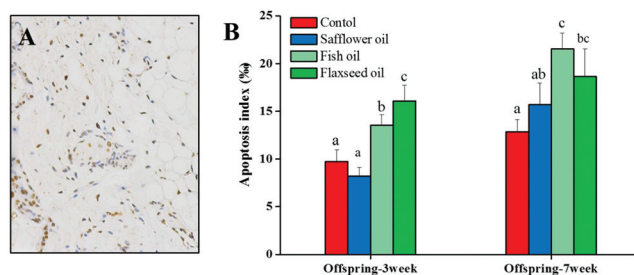 A
B
Apoptosis index (‰)
25
20
15
10
5
0
Contol
Safflower oil
Fish oil
Flaxseed oil
a
a
b
c
a
ab
c
bc
Offspring-3week
Offspring-7week